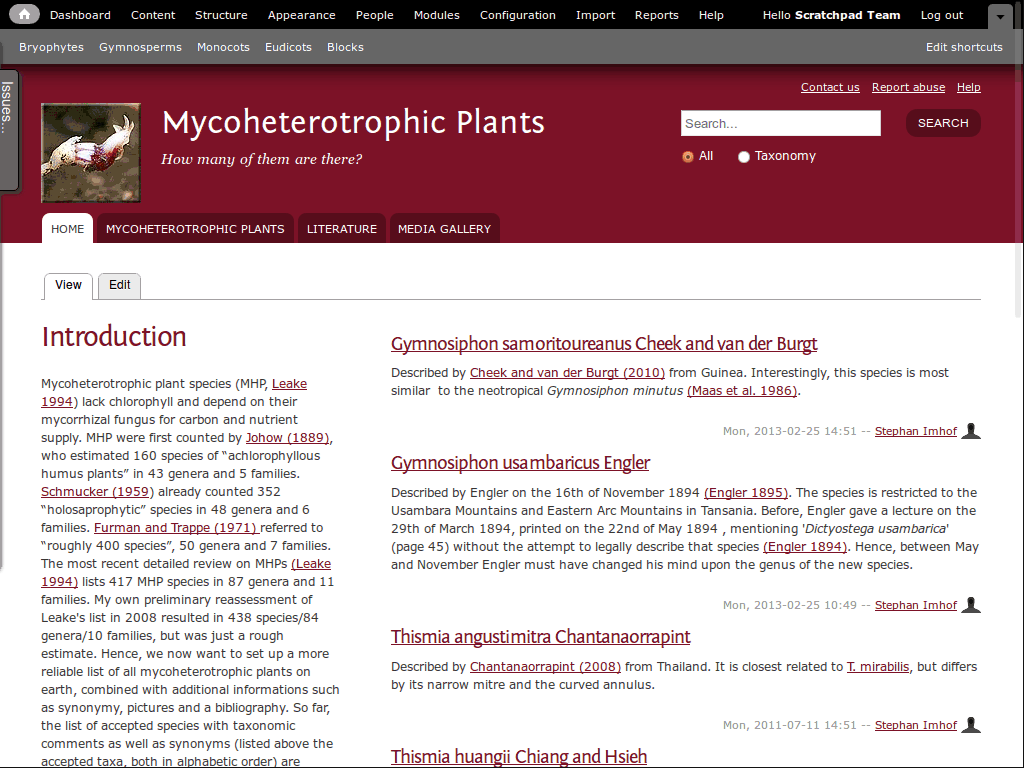 Dashboard Content Structure Appearance People Modules Configuration Import Reports Help Hello Scratchpad Team Log out
Bryophytes Gymnosperms Monocots Eudicots Blocks Edit shortcuts
Issues...
Contact us Report abuse Help
Mycoheterotrophic Plants
How many of them are there?
Search... SEARCH
All Taxonomy
HOME MYCOHETEROTROPHIC PLANTS LITERATURE MEDIA GALLERY
View Edit
Introduction
Mycoheterotrophic plant species (MHP, Leake
1994) lack chlorophyll and depend on their
mycorrhizal fungus for carbon and nutrient
supply. MHP were first counted by Johow (1889),
who estimated 160 species of “achlorophyllous
humus plants” in 43 genera and 5 families.
Schmucker (1959) already counted 352
“holosaprophytic” species in 48 genera and 6
families. Furman and Trappe (1971) referred to
“roughly 400 species”, 50 genera and 7 families.
The most recent detailed review on MHPs (Leake
1994) lists 417 MHP species in 87 genera and 11
families. My own preliminary reassessment of
Leake's list in 2008 resulted in 438 species/84
genera/10 families, but was just a rough
estimate. Hence, we now want to set up a more
reliable list of all mycoheterotrophic plants on
earth, combined with additional informations such
as synonymy, pictures and a bibliography. So far,
the list of accepted species with taxonomic
comments as well as synonyms (listed above the
accepted taxa, both in alphabetic order) are
Gymnosiphon samoritoureanus Cheek and van der Burgt
Described by Cheek and van der Burgt (2010) from Guinea. Interestingly, this species is most
similar to the neotropical Gymnosiphon minutus (Maas et al. 1986).
Mon, 2013-02-25 14:51 -- Stephan Imhof
Gymnosiphon usambaricus Engler
Described by Engler on the 16th of November 1894 (Engler 1895). The species is restricted to the
Usambara Mountains and Eastern Arc Mountains in Tansania. Before, Engler gave a lecture on the
29th of March 1894, printed on the 22nd of May 1894 , mentioning 'Dictyostega usambarica'
(page 45) without the attempt to legally describe that species (Engler 1894). Hence, between May
and November Engler must have changed his mind upon the genus of the new species.
Mon, 2013-02-25 10:49 -- Stephan Imhof
Thismia angustimitra Chantanaorrapint
Described by Chantanaorrapint (2008) from Thailand. It is closest related to T. mirabilis, but differs
by its narrow mitre and the curved annulus.
Mon, 2011-07-11 14:51 -- Stephan Imhof
Thismia huangii Chiang and Hsieh